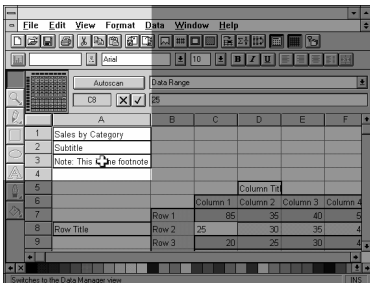 File Edit View Format Data Window Help
Arial 10 B I U
Autoscan Data Range
C8 25
A B C D E F
1 Sales by Category
2 Subtitle
3 Note: This footnote
4
5 Column Titl
6 Column 1 Column 2 Column 3 Column 4
7 Row 1 85 35 40
8 Row Title Row 2 25 30 35
9 Row 3 20 25 30
Switches to the Data Manager view INS